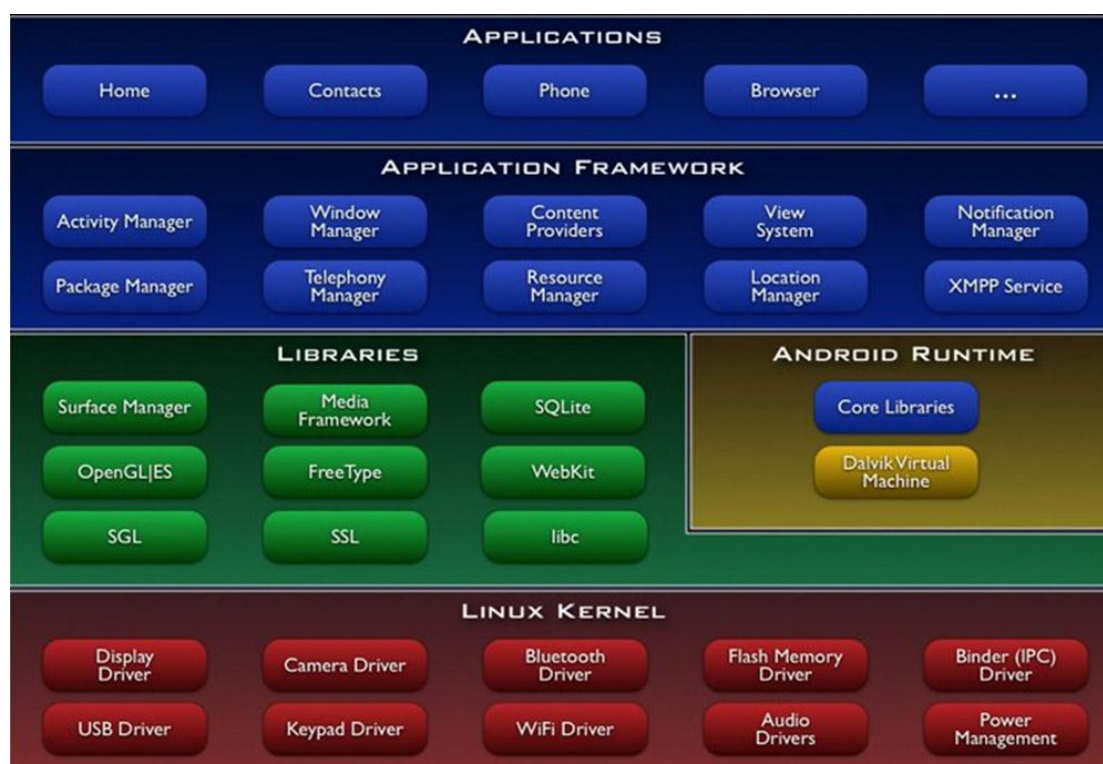 APPLICATIONS
Home
Contacts
Phone
Browser
...
APPLICATION FRAMEWORK
Activity Manager
Window
Manager
Content
Providers
View
System
Notification
Manager
Package Manager
Telephony
Manager
Resource
Manager
Location
Manager
XMPP Service
LIBRARIES
Surface Manager
Media
Framework
SQLite
OpenGL|ES
FreeType
WebKit
SGL
SSL
libc
ANDROID RUNTIME
Core Libraries
Dalvik Virtual
Machine
LINUX KERNEL
Display
Driver
Camera Driver
Bluetooth
Driver
Flash Memory
Driver
Binder (IPC)
Driver
USB Driver
Keypad Driver
WiFi Driver
Audio
Drivers
Power
Management